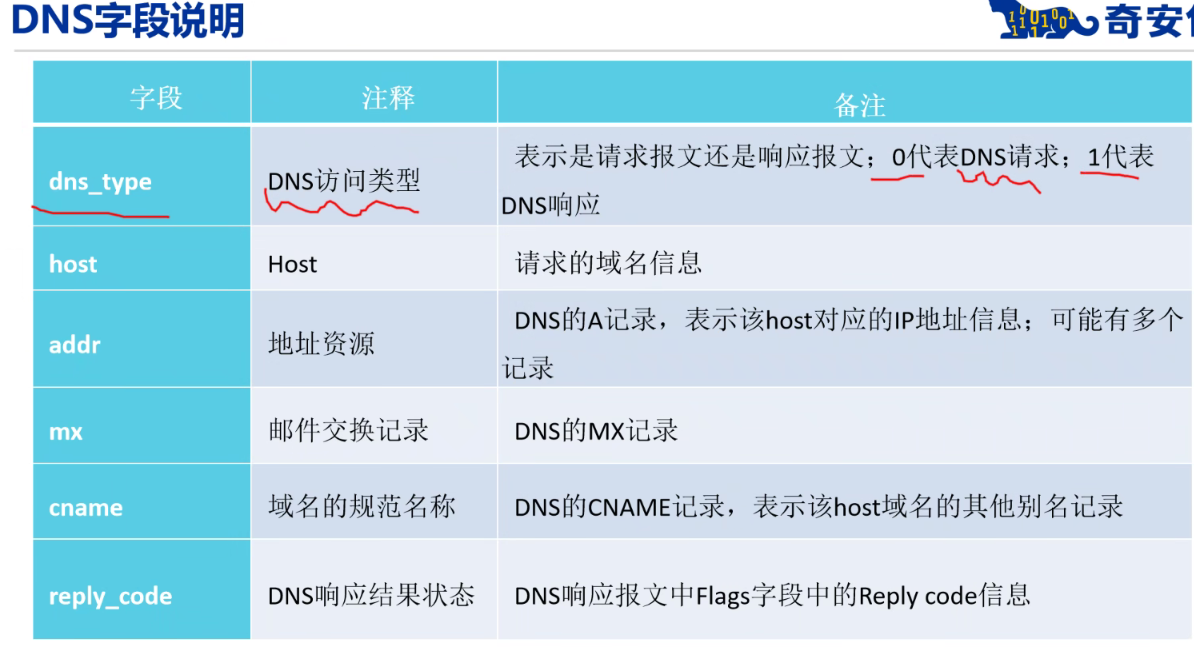 DNS字段说明
奇安
字段
注释
备注
dns_type
DNS访问类型
表示是请求报文还是响应报文；0代表DNS请求；1代表
DNS响应
host
Host
请求的域名信息
addr
地址资源
DNS的A记录，表示该host对应的IP地址信息；可能有多个
记录
mx
邮件交换记录
DNS的MX记录
cname
域名的规范名称
DNS的CNAME记录，表示该host域名的其他别名记录
reply_code
DNS响应结果状态
DNS响应报文中Flags字段中的Reply code信息